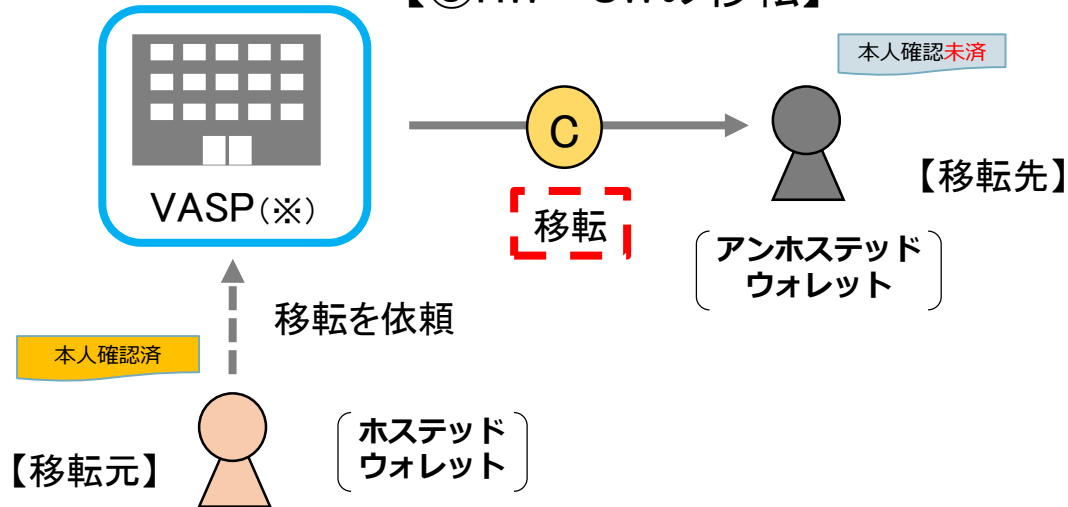 移転】
本人確認未済
C
【移転先】
VASP(※)
移転
アンホステッド
ウォレット
移転を依頼
本人確認済
ホステッド
ウォレット
【移転元】